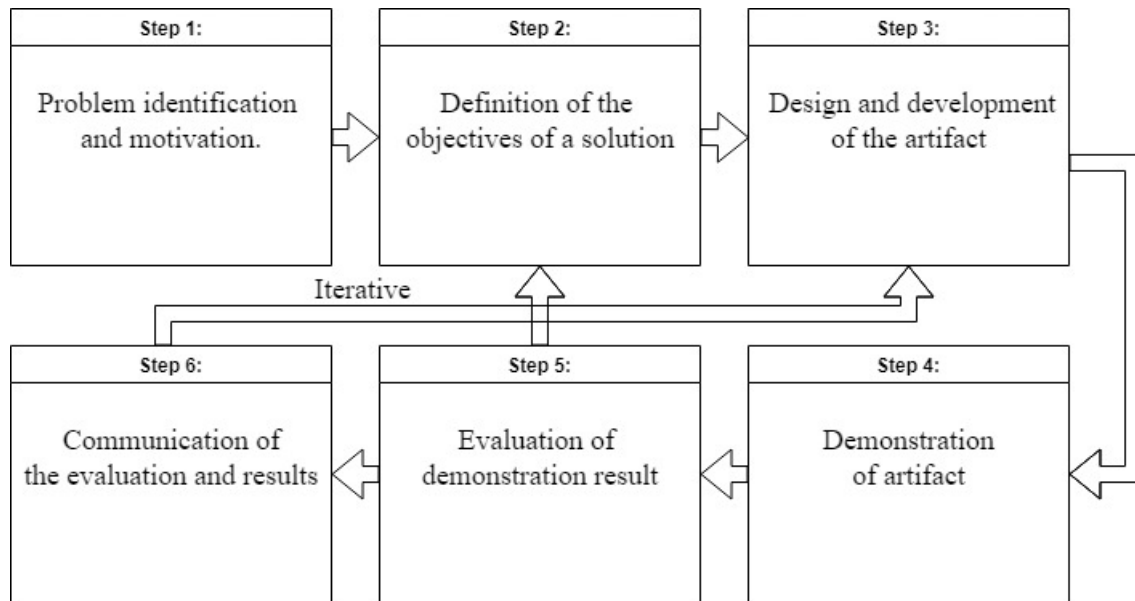 Step 1:
Problem identification
and motivation.
Step 2:
Definition of the
objectives of a solution
Step 3:
Design and development
of the artifact
Iterative
Step 4:
Demonstration
of artifact
Step 5:
Evaluation of
demonstration result
Step 6:
Communication of
the evaluation and results